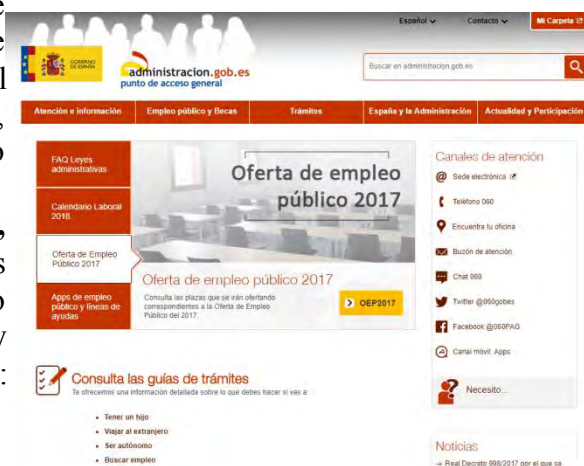 e
e
l
,
o
,
s
o
y
:
Español
Contacto
Mi Carpeta
GOBIERNO DE ESPAÑA
administracion.gob.es
punto de acceso general
Buscar en administracion.gob.es
Atención e información
Empleo público y Becas
Trámites
España y la Administración
Actualidad y Participación
FAQ Leyes
administrativas
Calendario Laboral
2018
Oferta de Empleo
Público 2017
Apps de empleo
público y líneas de
ayudas
Oferta de empleo
público 2017
Oferta de empleo público 2017
Consulta las plazas que se irán ofertando
correspondientes a la Oferta de Empleo
Público del 2017.
OEP2017
Consulta las guías de trámites
Te ofrecemos una información detallada sobre lo que debes hacer si vas a:
Tener un hijo
Viajar al extranjero
Ser autónomo
Buscar empleo
Canales de atención
Sede electrónica
Teléfono 060
Encuentra tu oficina
Buzón de atención
Chat 060
Twitter @060gobes
Facebook @060PAG
Canal móvil: Apps
Necesito...
Noticias
Real Decreto 998/2017 por el que se